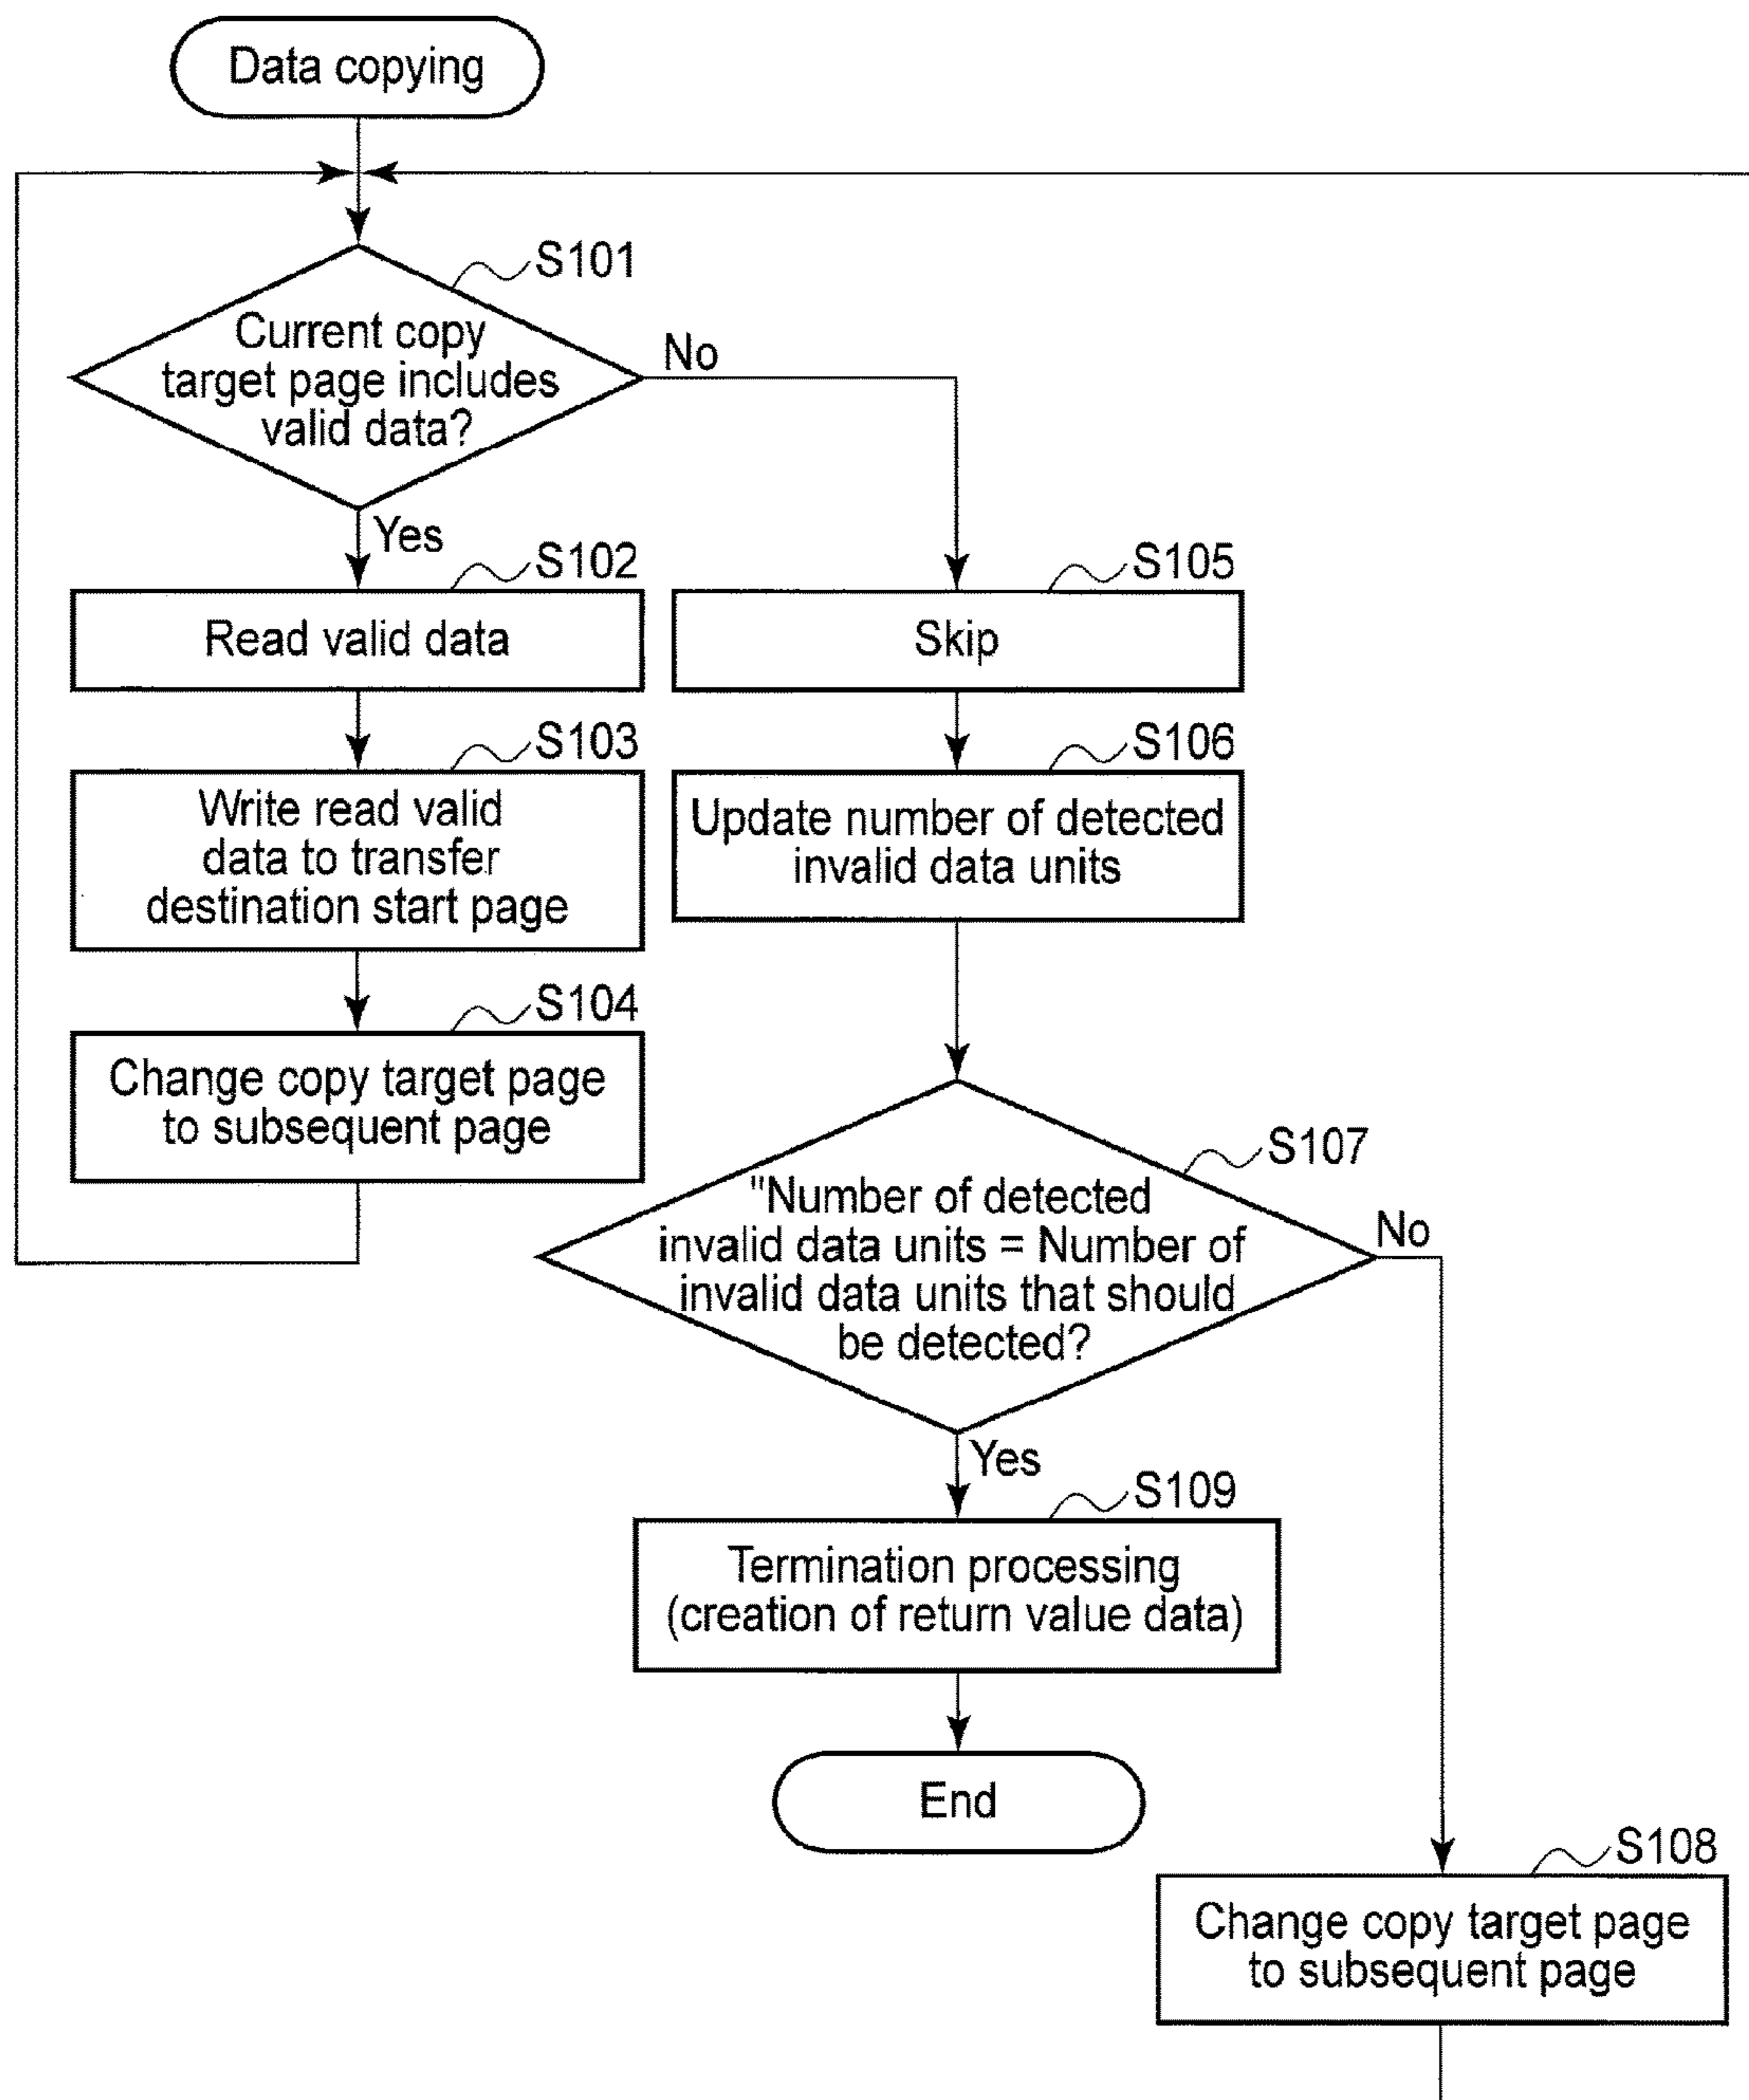 Data copying
S101
Current copy
target page includes
valid data?
No
Yes
S102
Read valid data
S105
Skip
S103
Write read valid
data to transfer
destination start page
S106
Update number of detected
invalid data units
S104
Change copy target page
to subsequent page
S107
"Number of detected
invalid data units = Number of
invalid data units that should
be detected?
No
Yes
S109
Termination processing
(creation of return value data)
End
S108
Change copy target page
to subsequent page